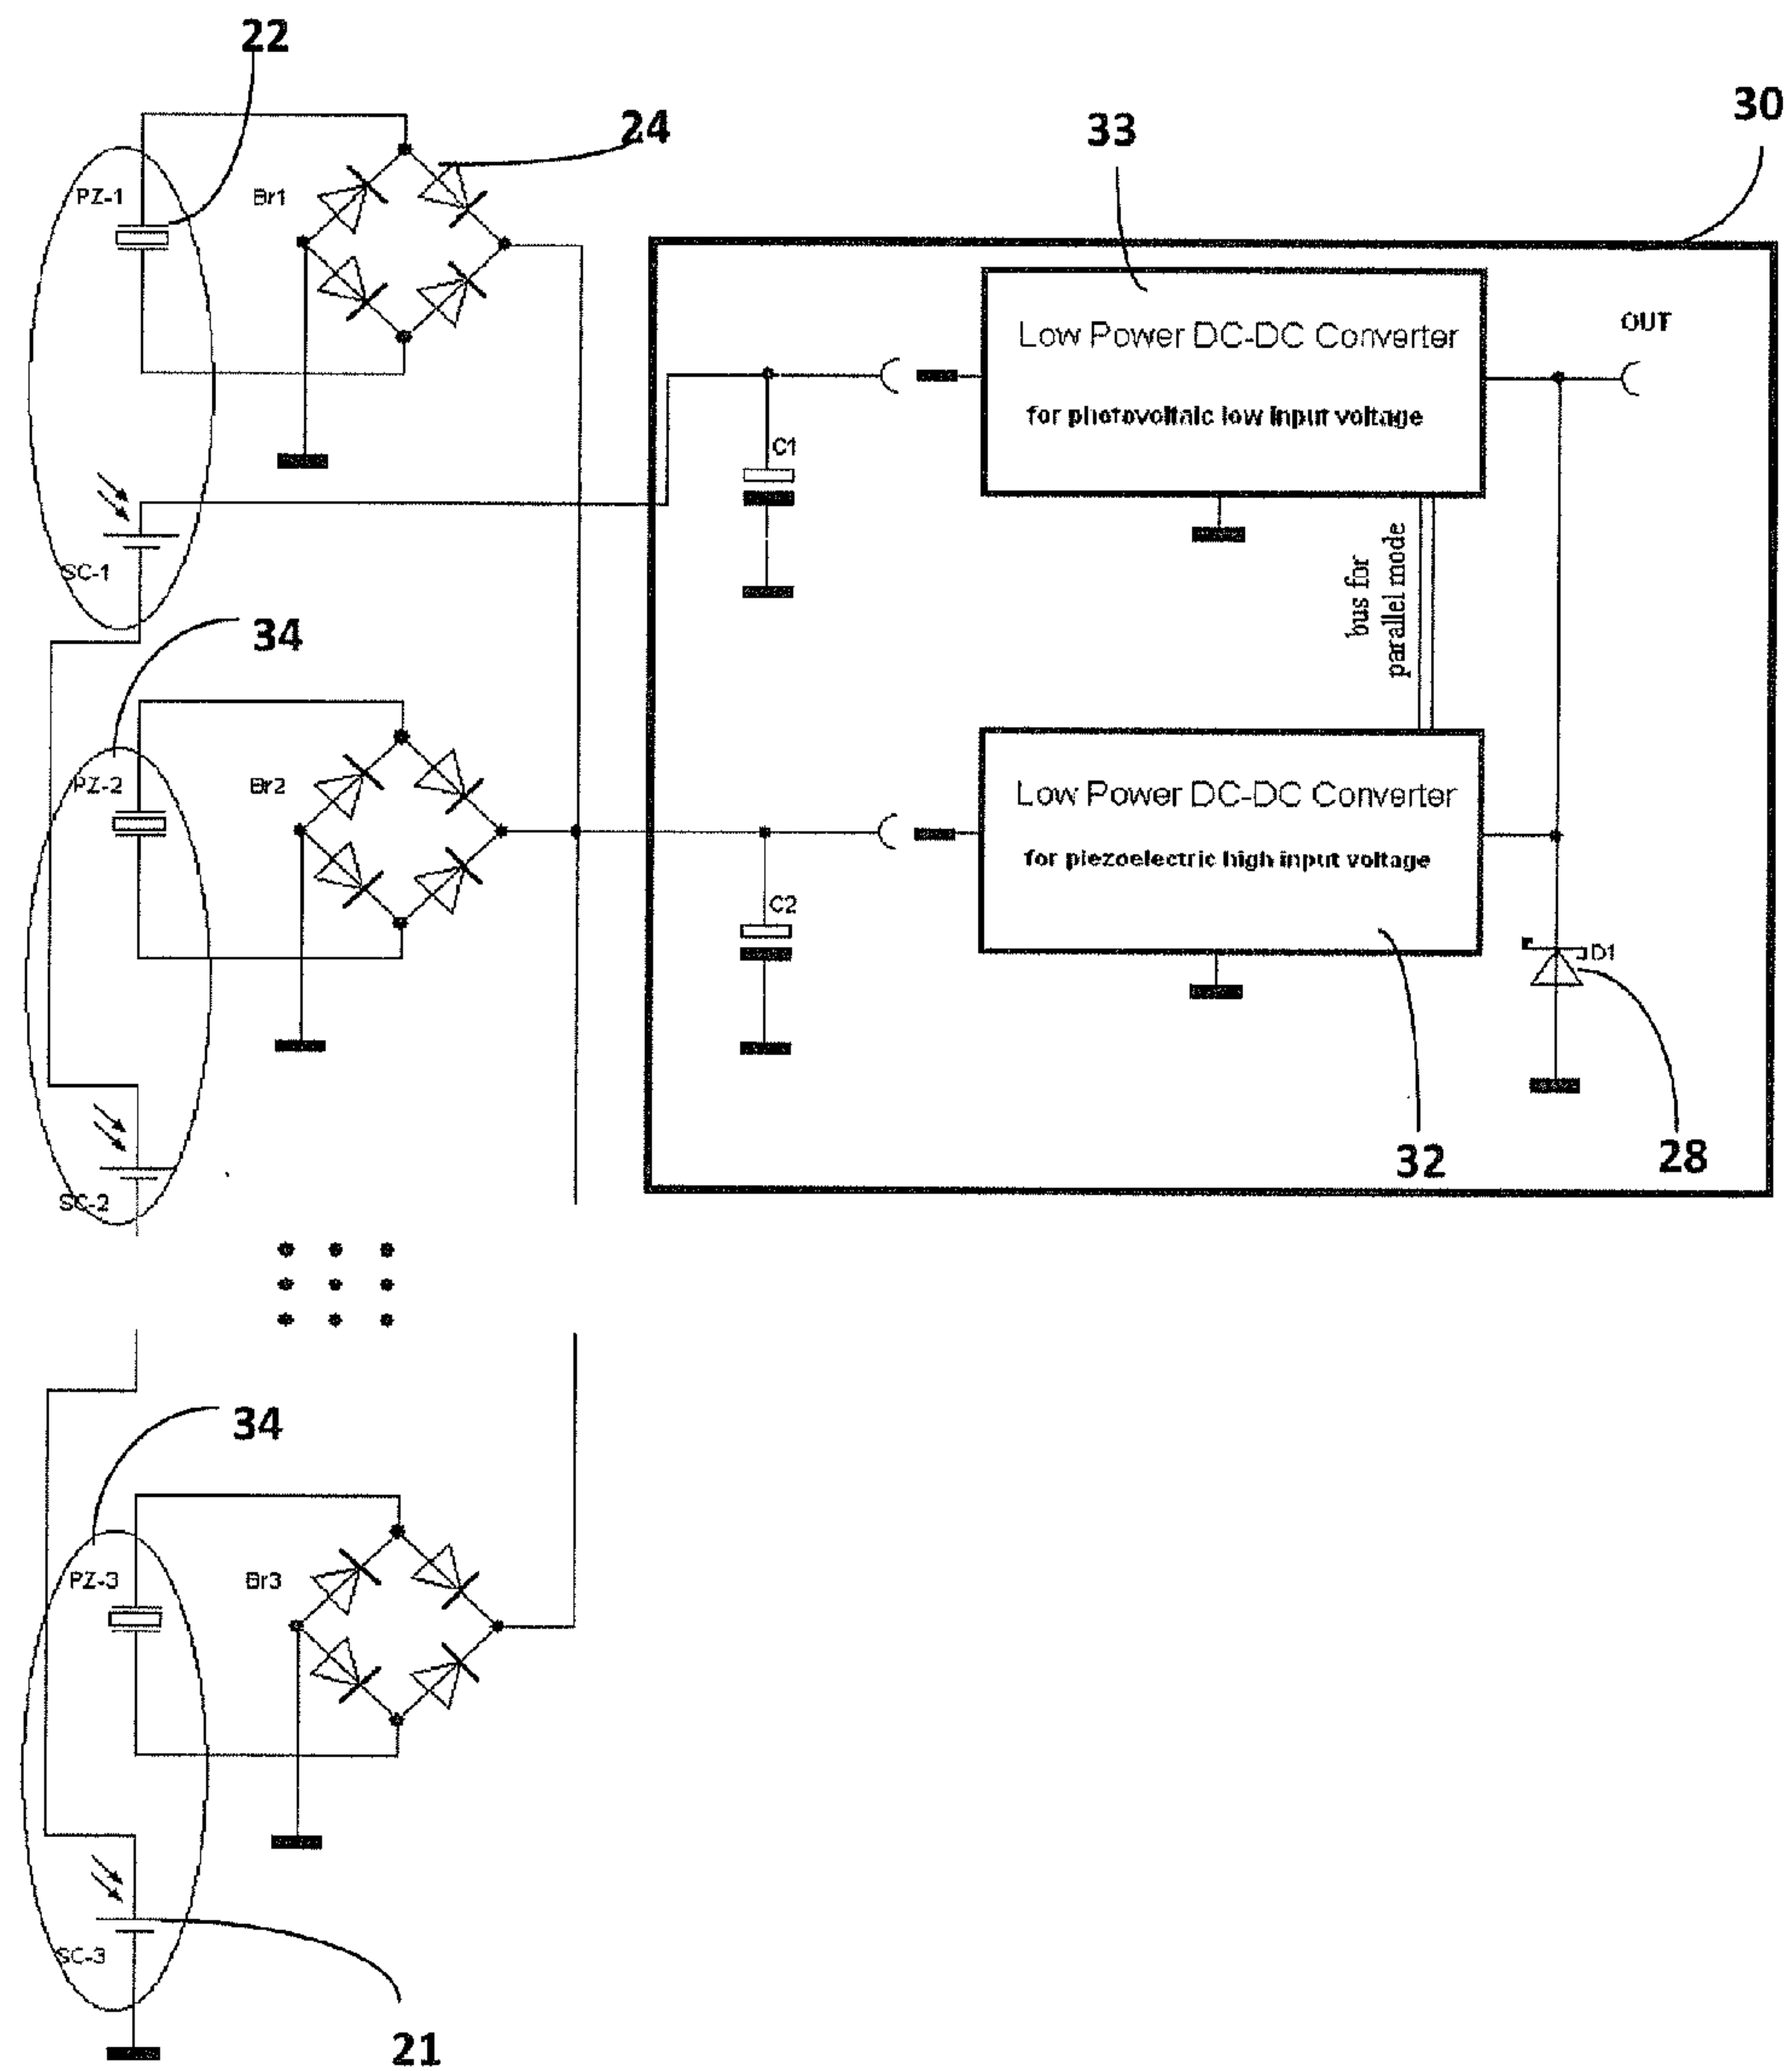 22
24
30
33
PZ-1
Br1
OUT
Low Power DC-DC Converter
for photovoltaic low input voltage
C1
SC-1
bus for
parallel mode
34
PZ-2
Br2
Low Power DC-DC Converter
for piezoelectric high input voltage
C2
D1
32
28
SC-2
34
PZ-3
Br3
SC-3
21